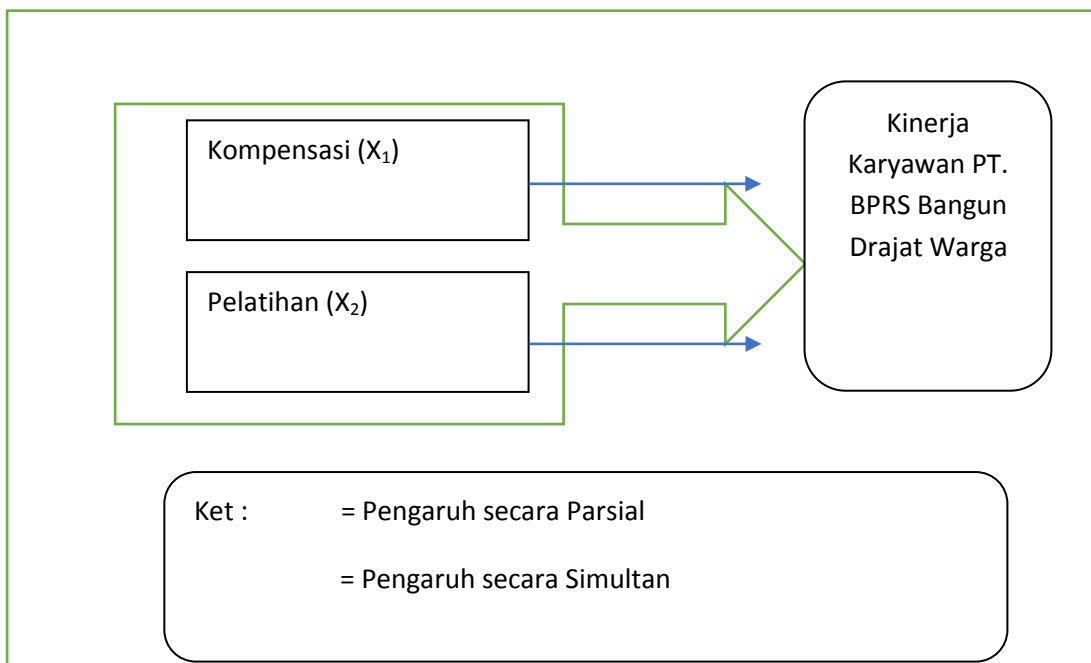 Kompensasi (X₁)
Pelatihan (X₂)
Kinerja
Karyawan PT.
BPRS Bangun
Drajat Warga
Ket : = Pengaruh secara Parsial
= Pengaruh secara Simultan